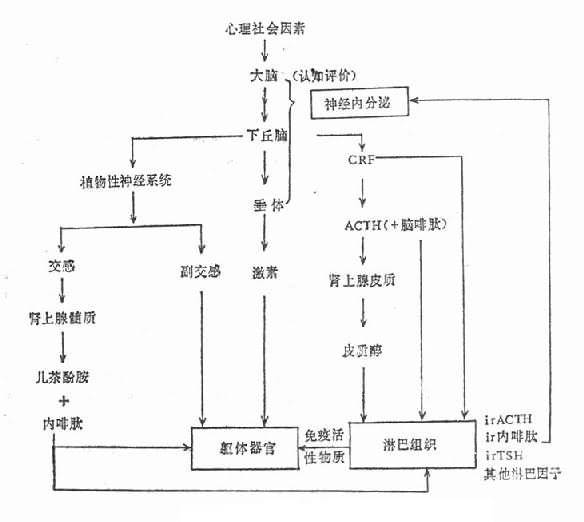 心理社会因素
大脑 (认知评价)
神经内分泌
下丘脑
CRF
植物性神经系统
垂体
ACTH(+脑啡肽)
交感
副交感
激素
肾上腺皮质
肾上腺髓质
皮质醇
儿茶酚胺
+
内啡肽
躯体器官
免疫活
性物质
淋巴组织
irACTH
ir内啡肽
irTSH
其他淋巴因子